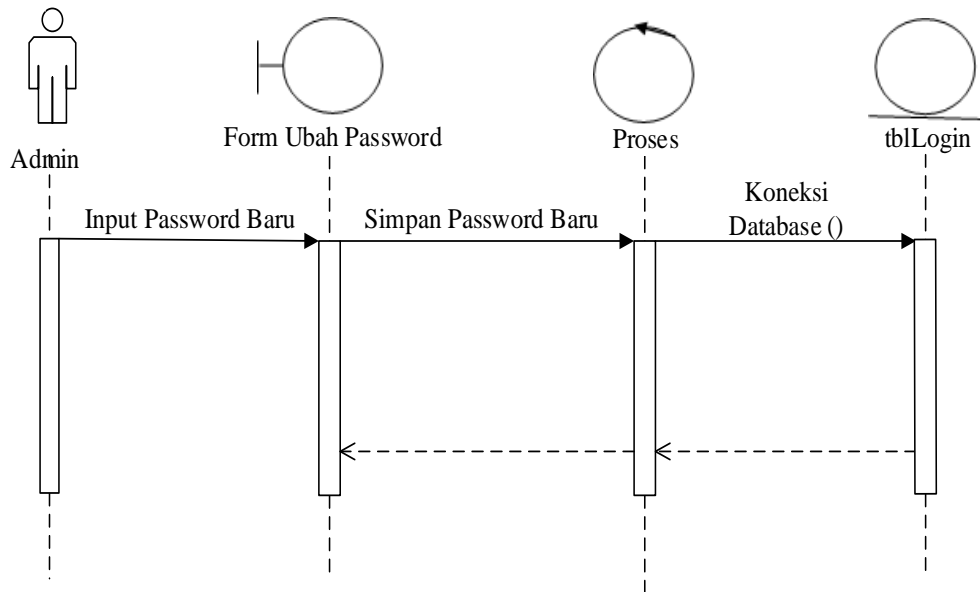 Admin
Form Ubah Password
Proses
tblLogin
Input Password Baru
Simpan Password Baru
Koneksi
Database ()